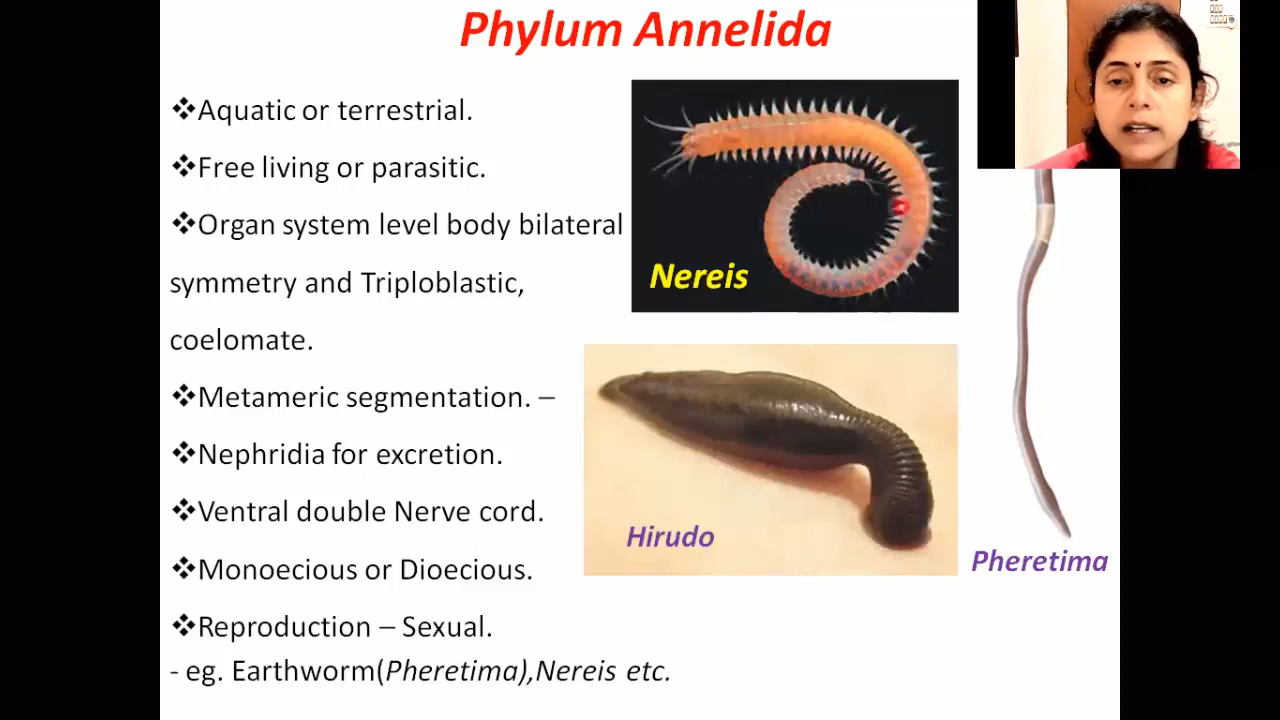 Phylum Annelida
❖Aquatic or terrestrial.
❖Free living or parasitic.
❖Organ system level body bilateral
symmetry and Triploblastic,
coelomate.
❖Metameric segmentation. –
❖Nephridia for excretion.
❖Ventral double Nerve cord.
❖Monoecious or Dioecious.
❖Reproduction – Sexual.
- eg. Earthworm(Pheretima),Nereis etc.
Nereis
Hirudo
Pheretima